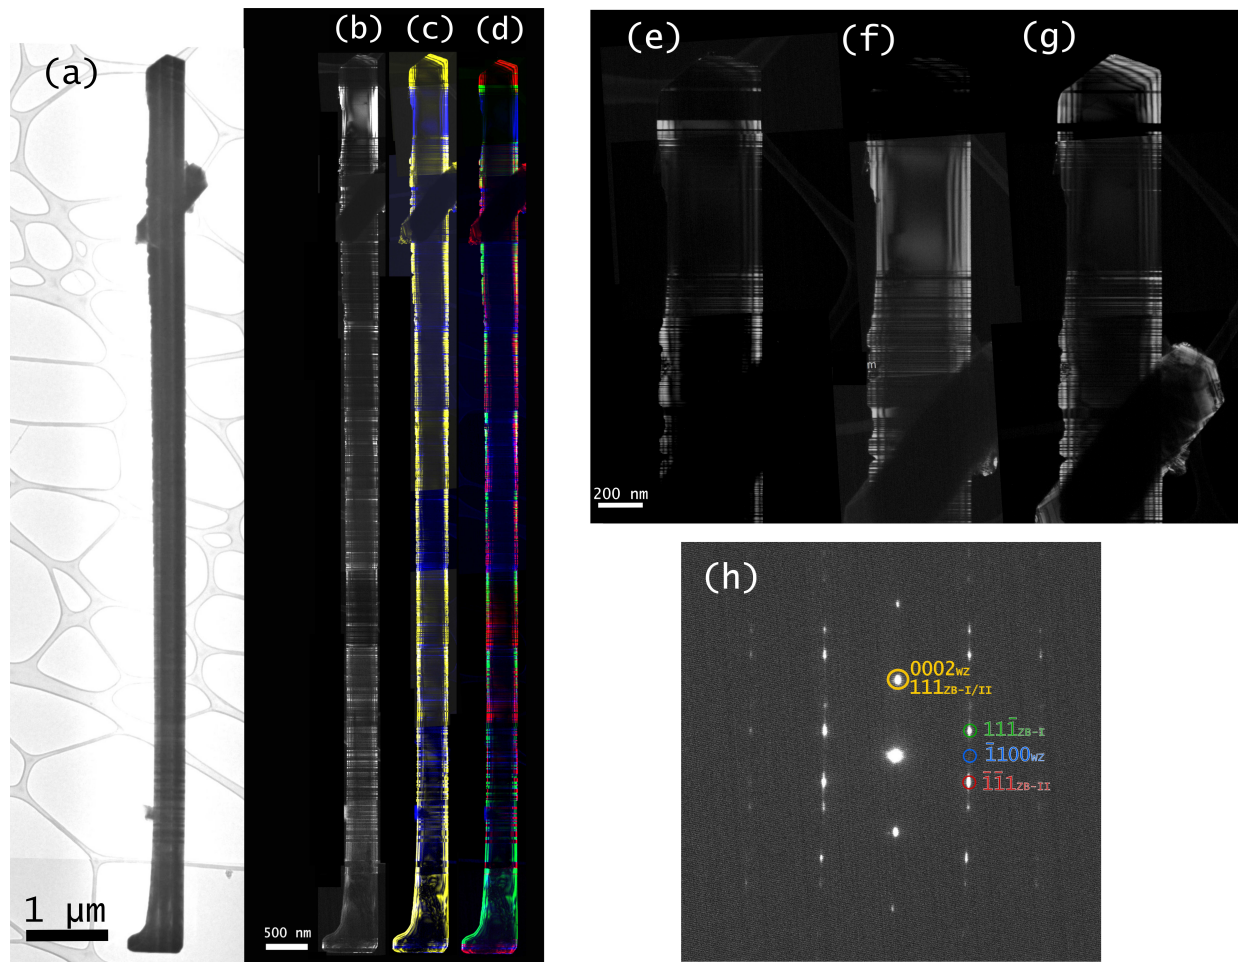 (a)
(b) (c) (d)
(e) (f) (g)
m
200 nm
(h)
0002WZ
111ZB-I/II
111̅ZB-I
1̅100WZ
1̅1̅1ZB-II
1 µm
500 nm